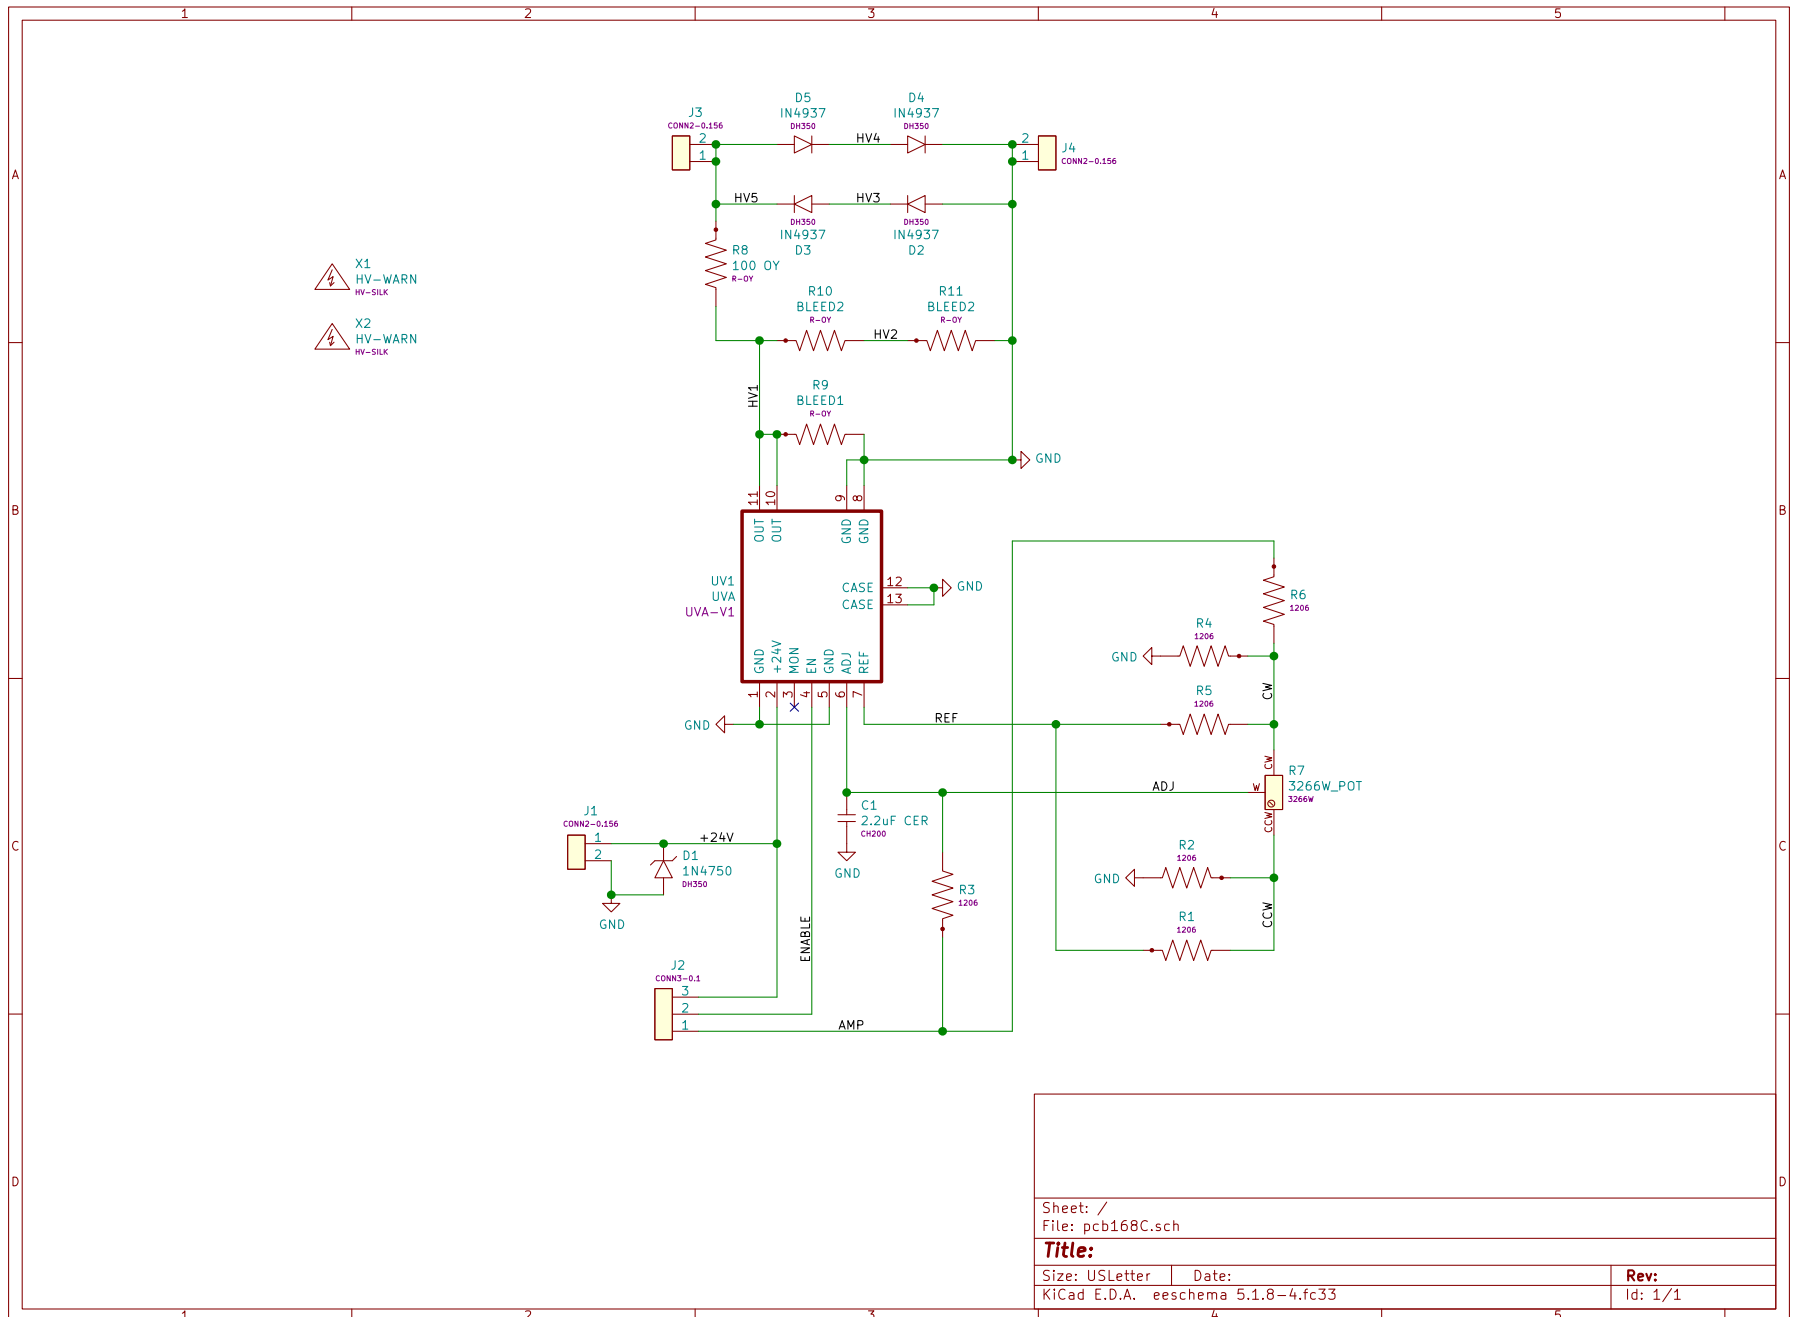 1 2 3 4 5
D5 D4
IN4937 IN4937
DH350 DH350
J3
CONN2-0.156
2 HV4 2
1 1
J4
CONN2-0.156
A A
HV5 HV3
DH350 DH350
IN4937 IN4937
D3 D2
R8
100 OY
R-OY
X1
HV-WARN
HV-SILK
R10 R11
BLEED2 BLEED2
R-OY R-OY
X2
HV-WARN
HV-SILK
HV2
HV1
R9
BLEED1
R-OY
GND
11 10 9 8
B B
OUT OUT GND GND
UV1
UVA
UVA-V1
CASE 12
CASE 13
GND
R6
1206
R4
1206
GND
GND +24V MON EN GND ADJ REF
1 2 3 4 5 6 7
CW
R5
1206
GND
REF
CW
R7
3266W_POT
3266W
ADJ
W
CCW
C1
2.2uF CER
CH200
GND
J1
CONN2-0.156
1
2
+24V
D1
1N4750
DH350
GND
C C
R2
1206
GND
R3
1206
CCW
R1
1206
ENABLE
J2
CONN3-0.1
3
2
1
AMP
D D
Sheet: /
File: pcb168C.sch
Title:
Size: USLetter Date: Rev:
KiCad E.D.A. eeschema 5.1.8-4.fc33 Id: 1/1
1 2 3 4 5